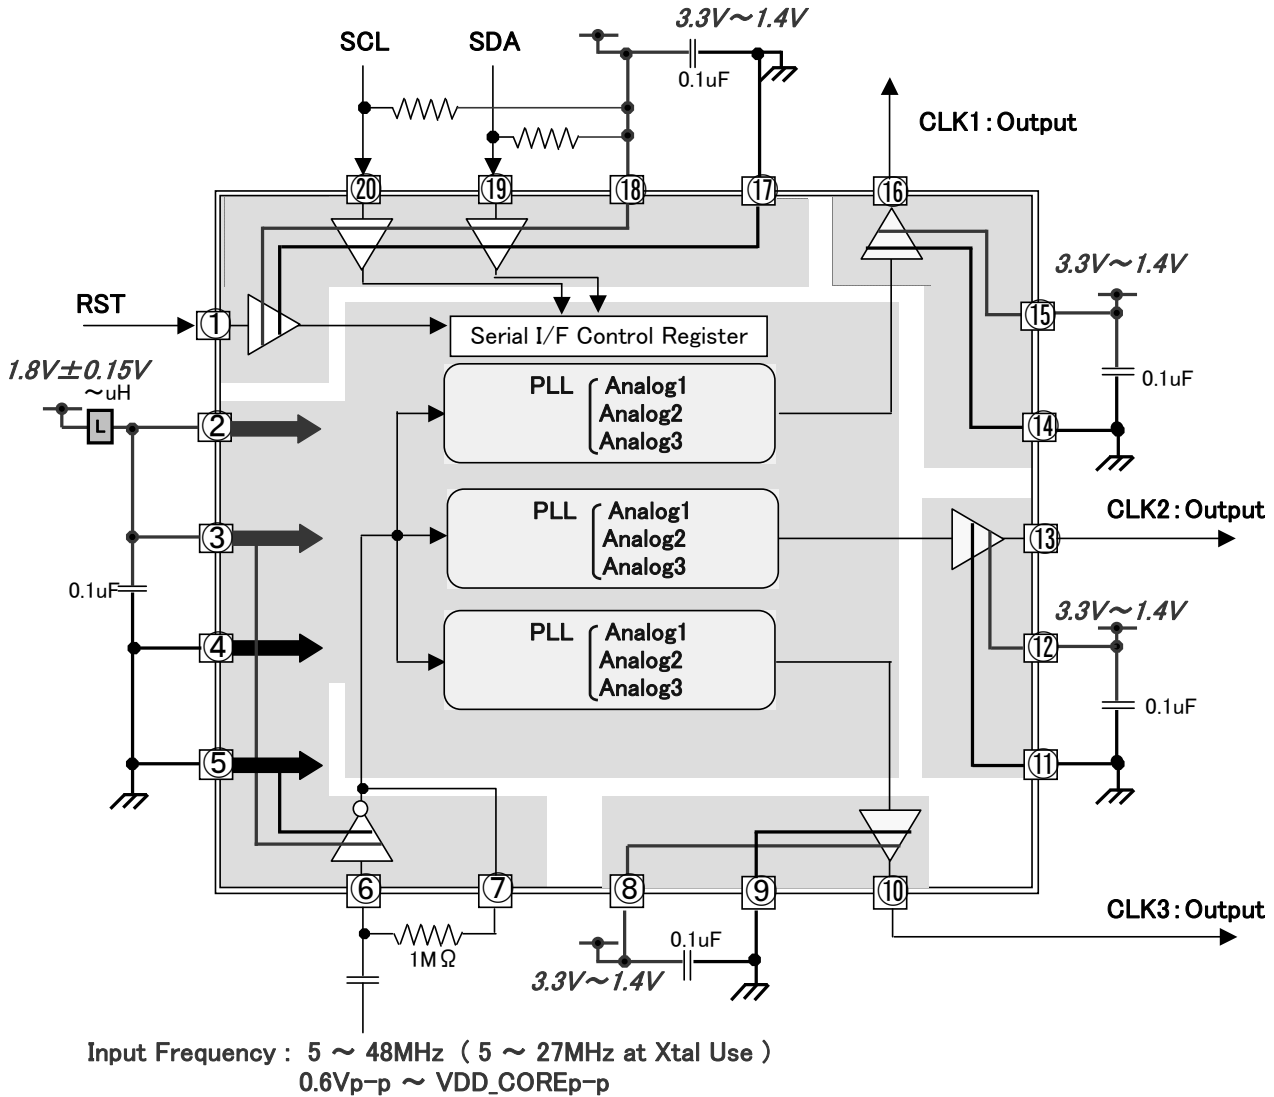 3.3V～1.4V
SCL
SDA
0.1uF
CLK1：Output
20
19
18
17
16
3.3V～1.4V
RST
1
Serial I/F Control Register
15
0.1uF
1.8V±0.15V
～uH
L
2
PLL Analog1
Analog2
Analog3
14
CLK2：Output
3
PLL Analog1
Analog2
Analog3
13
0.1uF
3.3V～1.4V
4
PLL Analog1
Analog2
Analog3
12
0.1uF
5
11
6
7
8
9
10
CLK3：Output
1MΩ
0.1uF
3.3V～1.4V
Input Frequency : 5 ～ 48MHz ( 5 ～ 27MHz at Xtal Use )
0.6Vp-p ～ VDD_COREp-p